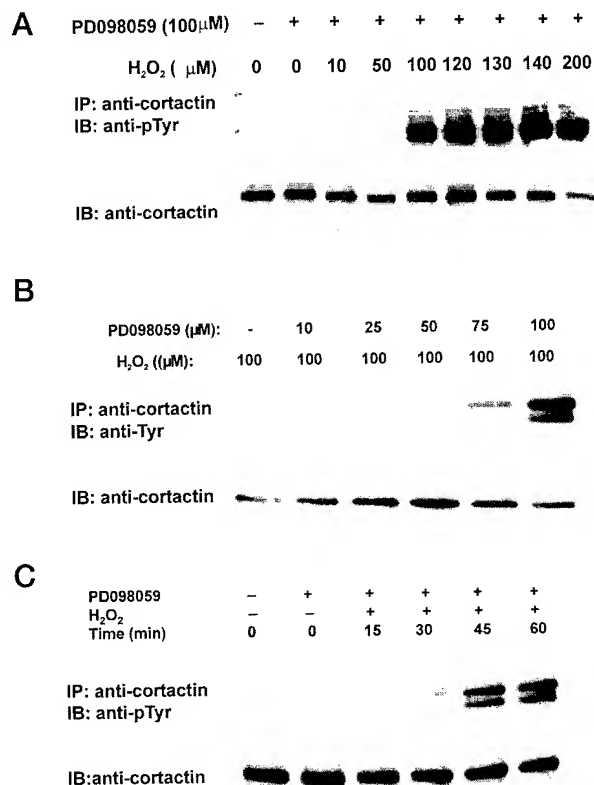 A
PD098059 (100µM) – + + + + + + + +
H₂O₂ ( µM) 0 0 10 50 100 120 130 140 200
IP: anti-cortactin
IB: anti-pTyr
IB: anti-cortactin
B
PD098059 (µM): - 10 25 50 75 100
H₂O₂ ((µM): 100 100 100 100 100 100
IP: anti-cortactin
IB: anti-Tyr
IB: anti-cortactin
C
PD098059 – + + + + +
H₂O₂ – – + + + +
Time (min) 0 0 15 30 45 60
IP: anti-cortactin
IB: anti-pTyr
IB:anti-cortactin